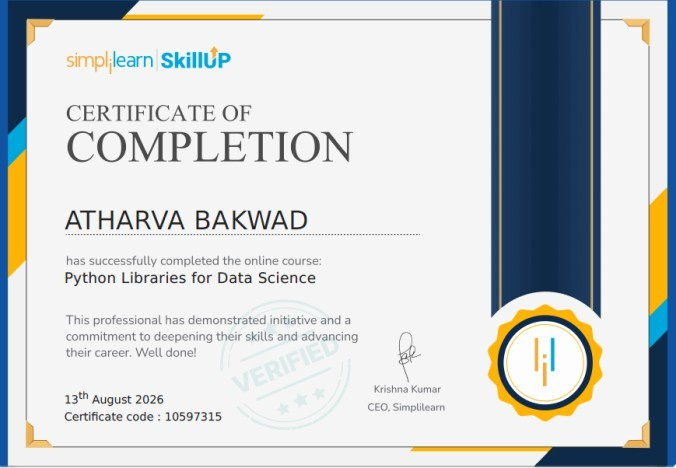 simplilearn | SkillUP
CERTIFICATE OF
COMPLETION
ATHARVA BAKWAD
has successfully completed the online course:
Python Libraries for Data Science
This professional has demonstrated initiative and a
commitment to deepening their skills and advancing
their career. Well done!
VERIFIED
13th August 2026
Certificate code : 10597315
Krishna Kumar
CEO, Simplilearn